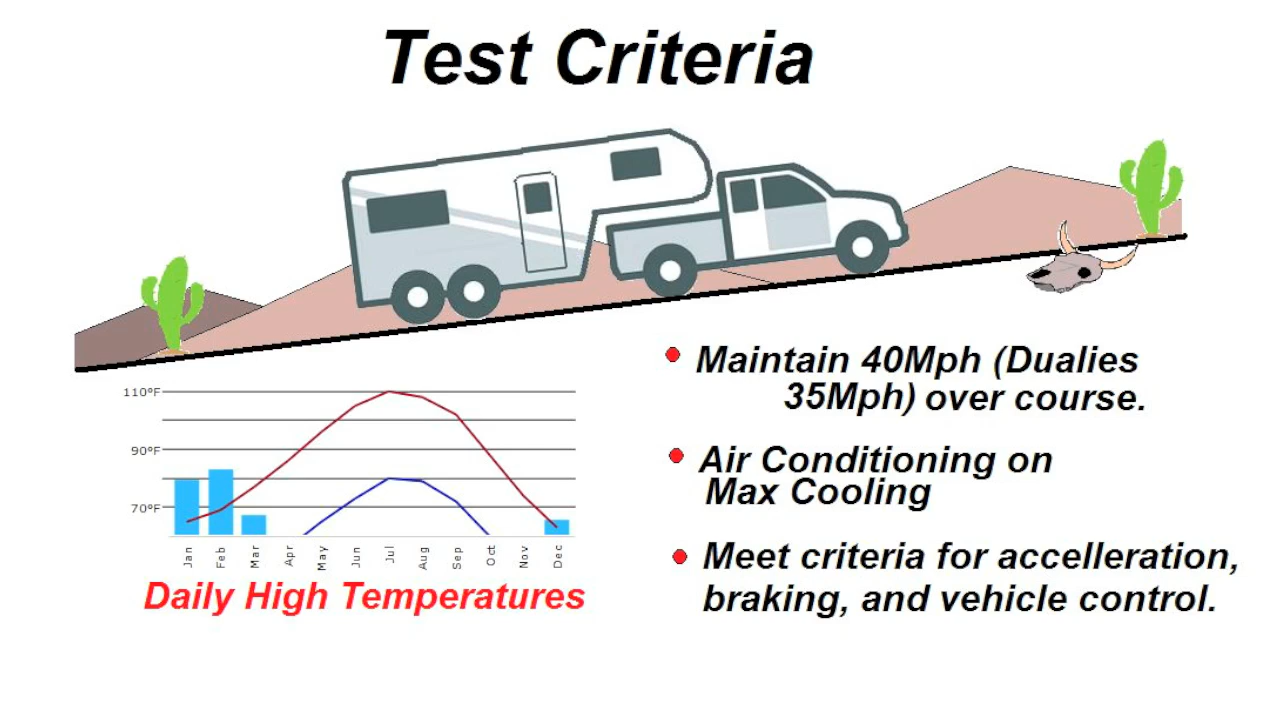 Test Criteria
110°F
90°F
70°F
Jan
Feb
Mar
Apr
May
Jun
Jul
Aug
Sep
Oct
Nov
Dec
Daily High Temperatures
Maintain 40Mph (Dualies
35Mph) over course.
Air Conditioning on
Max Cooling
Meet criteria for accelleration,
braking, and vehicle control.